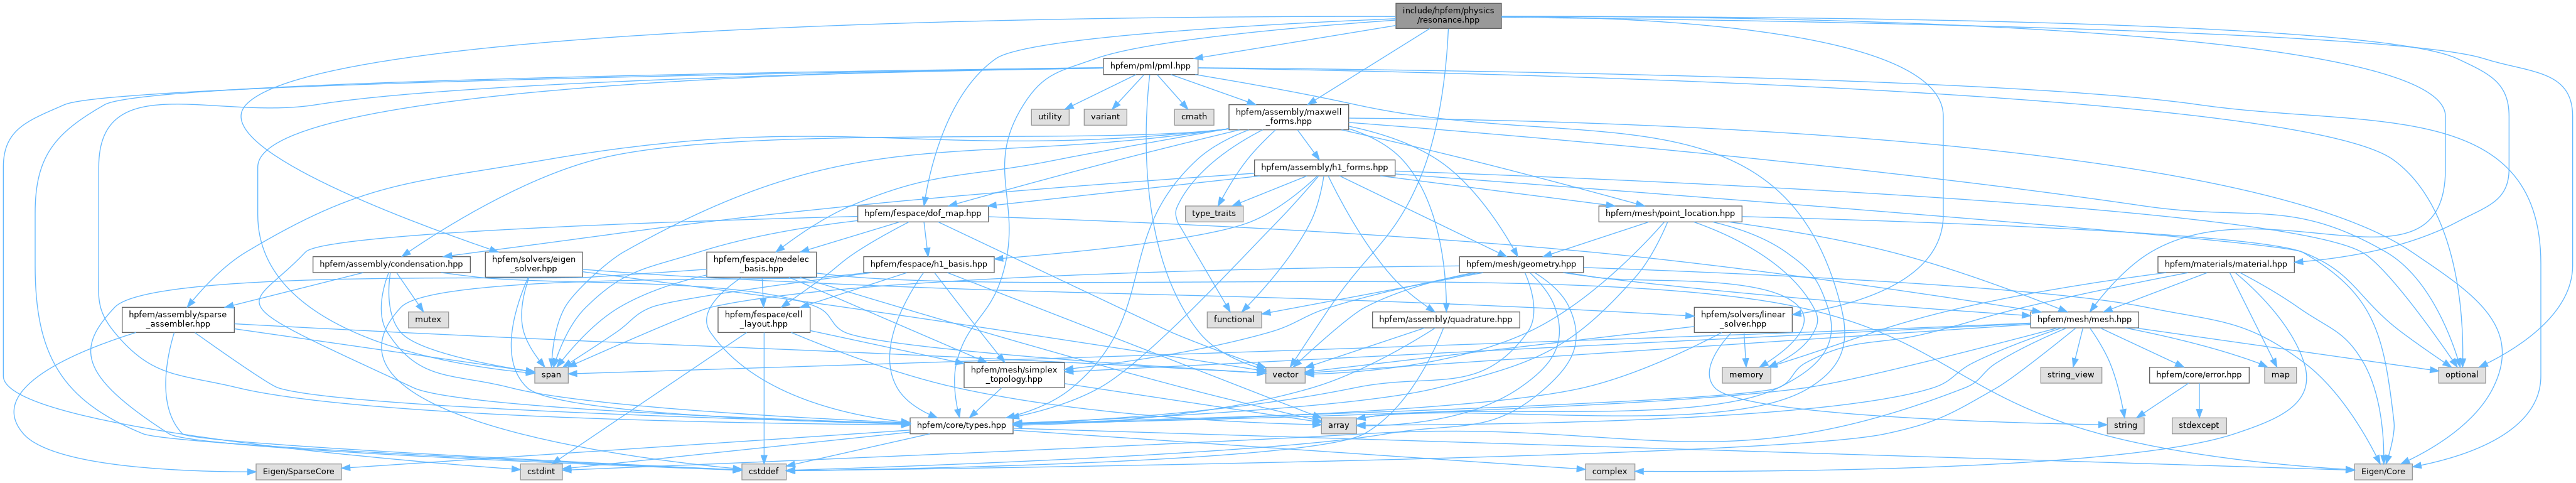 include/hpfem/physics
/resonance.hpp
hpfem/pml/pml.hpp
utility
variant
cmath
hpfem/assembly/maxwell
_forms.hpp
hpfem/assembly/h1_forms.hpp
type_traits
hpfem/fespace/dof_map.hpp
hpfem/mesh/point_location.hpp
hpfem/assembly/condensation.hpp
hpfem/solvers/eigen
_solver.hpp
hpfem/fespace/nedelec
_basis.hpp
hpfem/fespace/h1_basis.hpp
hpfem/mesh/geometry.hpp
hpfem/materials/material.hpp
hpfem/assembly/sparse
_assembler.hpp
mutex
hpfem/fespace/cell
_layout.hpp
functional
hpfem/assembly/quadrature.hpp
hpfem/solvers/linear
_solver.hpp
hpfem/mesh/mesh.hpp
span
hpfem/mesh/simplex
_topology.hpp
vector
memory
string_view
hpfem/core/error.hpp
map
optional
hpfem/core/types.hpp
array
string
stdexcept
Eigen/SparseCore
cstdint
cstddef
complex
Eigen/Core